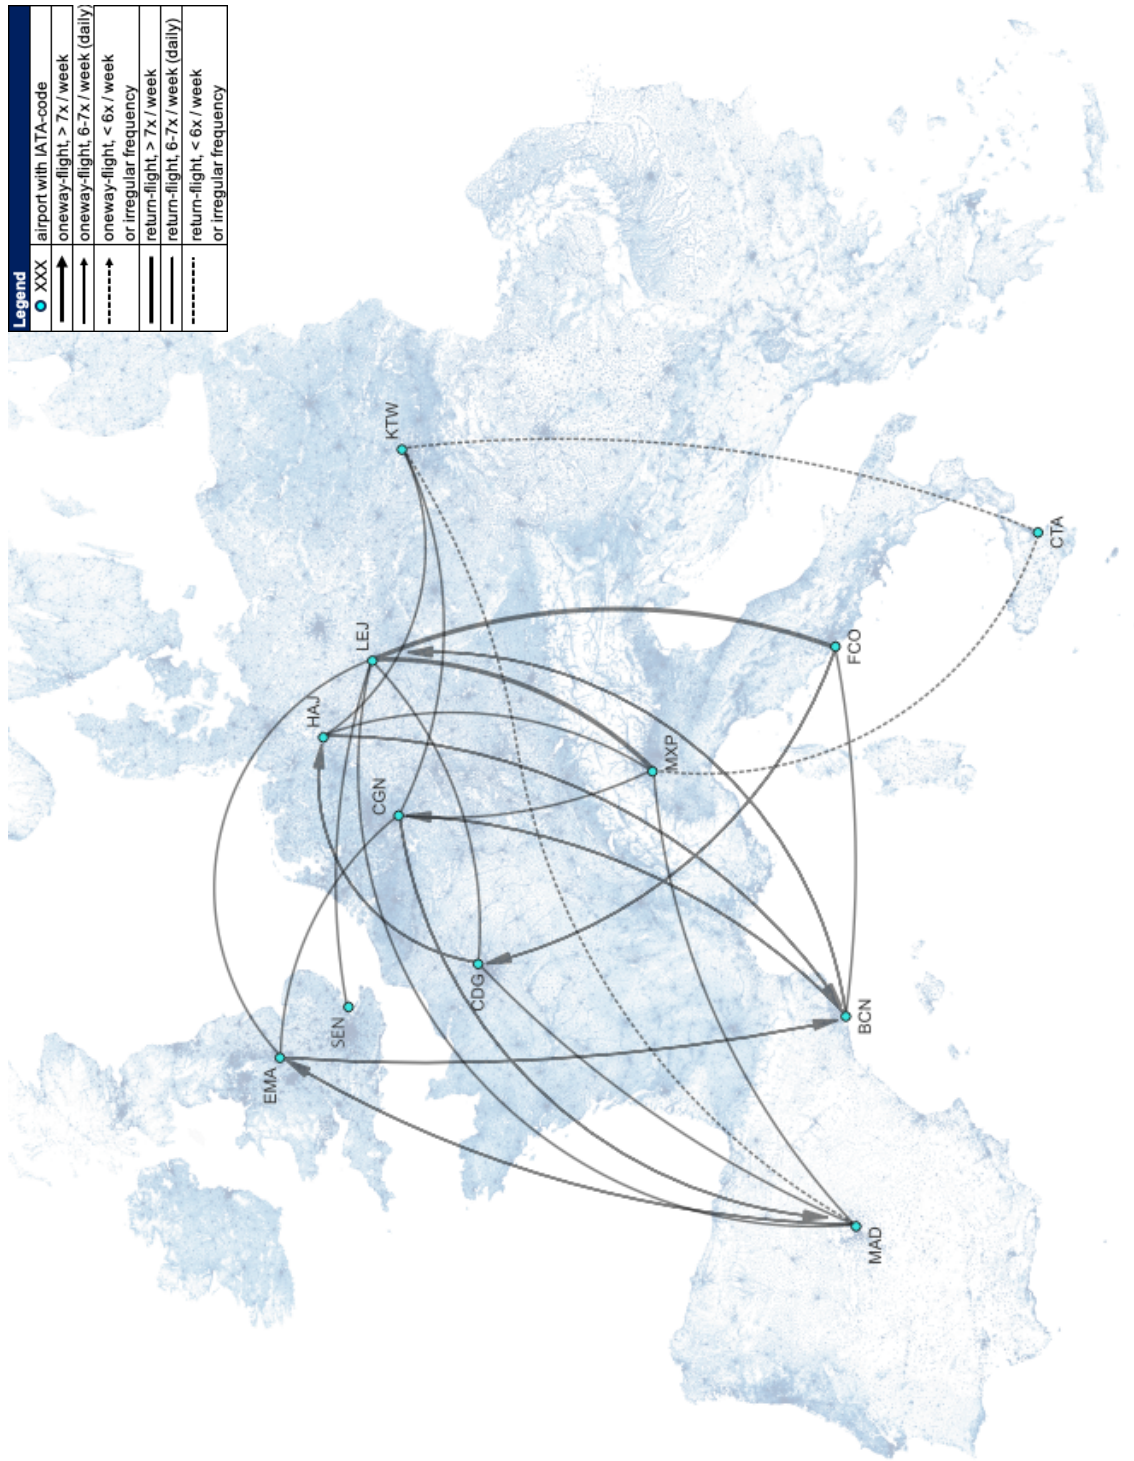 Legend
XXX airport with IATA-code
oneway-flight, > 7x / week
oneway-flight, 6-7x / week (daily)
oneway-flight, < 6x / week
or irregular frequency
return-flight, > 7x / week
return-flight, 6-7x / week (daily)
return-flight, < 6x / week
or irregular frequency
EMA
SEN
CDG
CGN
HAJ
LEJ
KTW
MAD
BCN
MXP
FCO
CTA